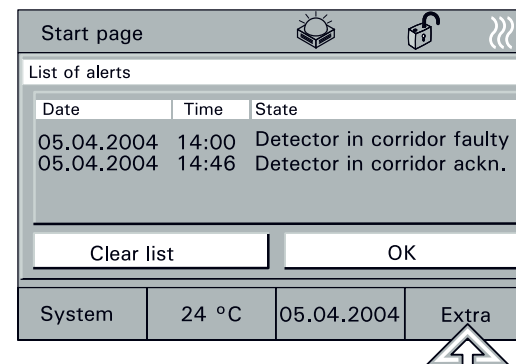 Start page
List of alerts
Date Time State
05.04.2004 14:00 Detector in corridor faulty
05.04.2004 14:46 Detector in corridor ackn.
Clear list OK
System 24 °C 05.04.2004 Extra